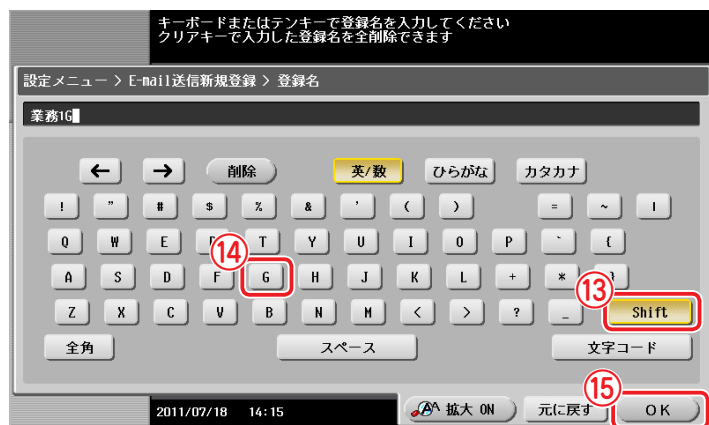 キーボードまたはテンキーで登録名を入力してください
クリアキーで入力した登録名を全削除できます
設定メニュー > E-mail送信新規登録 > 登録名
業務1G
← → 削除 英/数 ひらがな カタカナ
! " # $ % & ' ( ) = ~ |
Q W E T Y U I O P ` {
⑭
A S D F G H J K L + * }
⑬
Z X C V B N M < > ? _ Shift
全角 スペース 文字コード
⑮
2011/07/18 14:15 拡大 ON 元に戻す OK